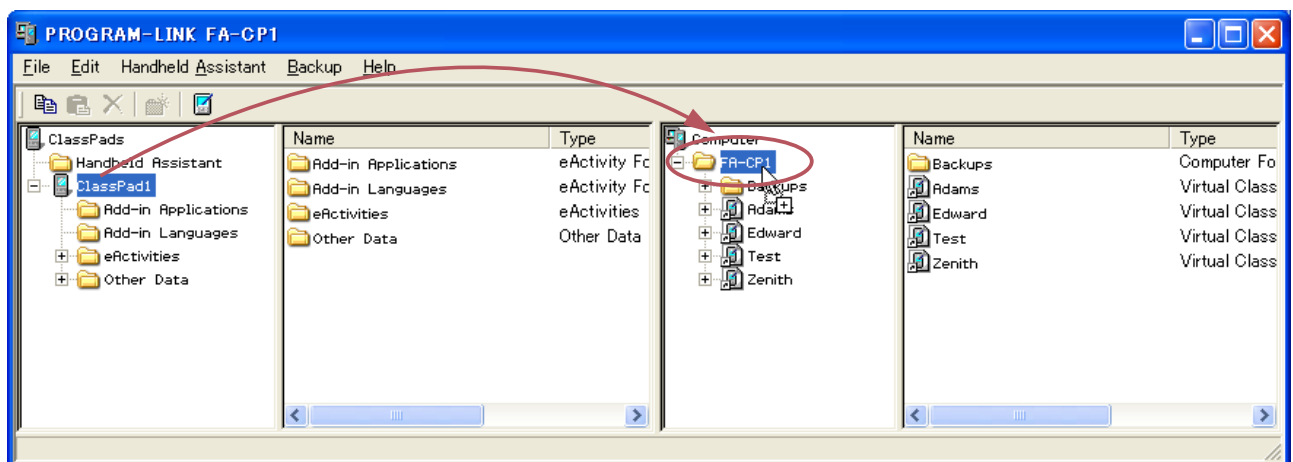 PROGRAM-LINK FA-CP1
File Edit Handheld Assistant Backup Help
ClassPads
Handheld Assistant
ClassPad1
Add-in Applications
Add-in Languages
eActivities
Other Data
Name Type
Add-in Applications eActivity Fo
Add-in Languages eActivity Fo
eActivities eActivities
Other Data Other Data
Computer
FA-CP1
Backups
Adams
Edward
Test
Zenith
Name Type
Backups Computer Fo
Adams Virtual Class
Edward Virtual Class
Test Virtual Class
Zenith Virtual Class